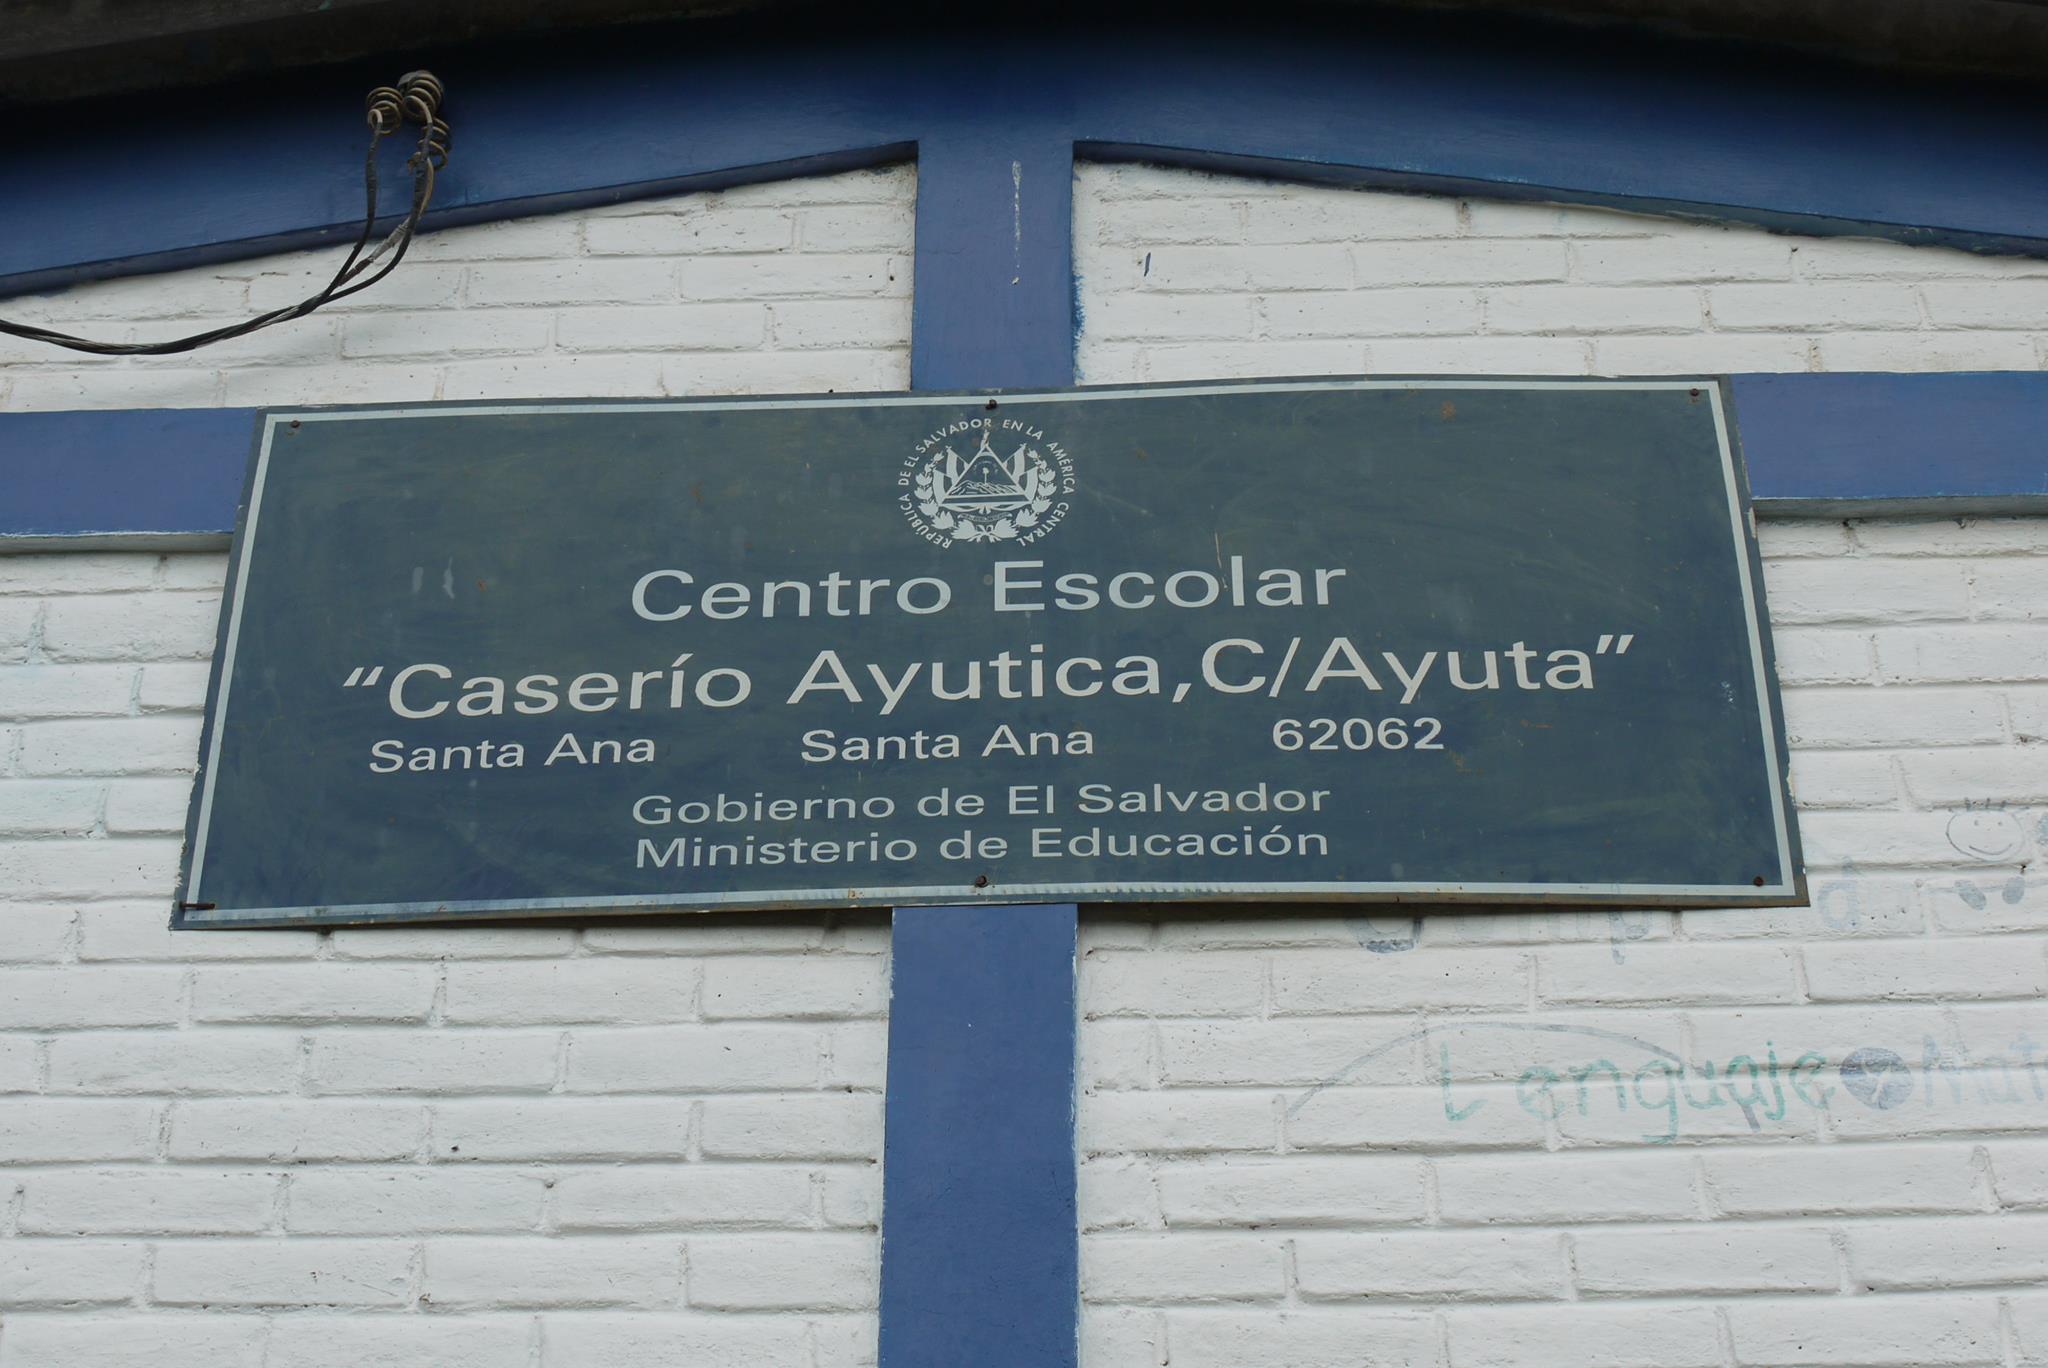 REPÚBLICA DE EL SALVADOR EN LA AMÉRICA CENTRAL
Centro Escolar
"Caserío Ayutica, C/Ayuta"
Santa Ana Santa Ana 62062
Gobierno de El Salvador
Ministerio de Educación
Lenguaje y Mat